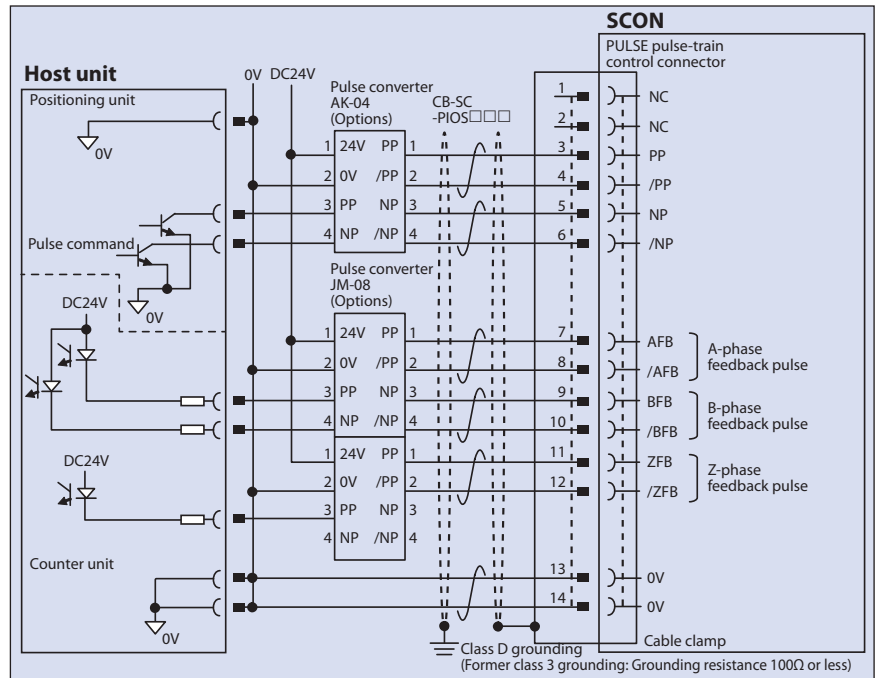 SCON
PULSE pulse-train
control connector
Host unit
0V DC24V
Positioning unit
0V
Pulse command
0V
DC24V
DC24V
Counter unit
0V
Pulse converter
AK-04
(Options)
1 24V PP 1
2 0V /PP 2
3 PP NP 3
4 NP /NP 4
Pulse converter
JM-08
(Options)
1 24V PP 1
2 0V /PP 2
3 PP NP 3
4 NP /NP 4
1 24V PP 1
2 0V /PP 2
3 PP NP 3
4 NP /NP 4
CB-SC
-PIOS□□□
1 NC
2 NC
3 PP
4 /PP
5 NP
6 /NP
7 AFB
8 /AFB
A-phase
feedback pulse
9 BFB
10 /BFB
B-phase
feedback pulse
11 ZFB
12 /ZFB
Z-phase
feedback pulse
13 0V
14 0V
Cable clamp
Class D grounding
(Former class 3 grounding: Grounding resistance 100Ω or less)